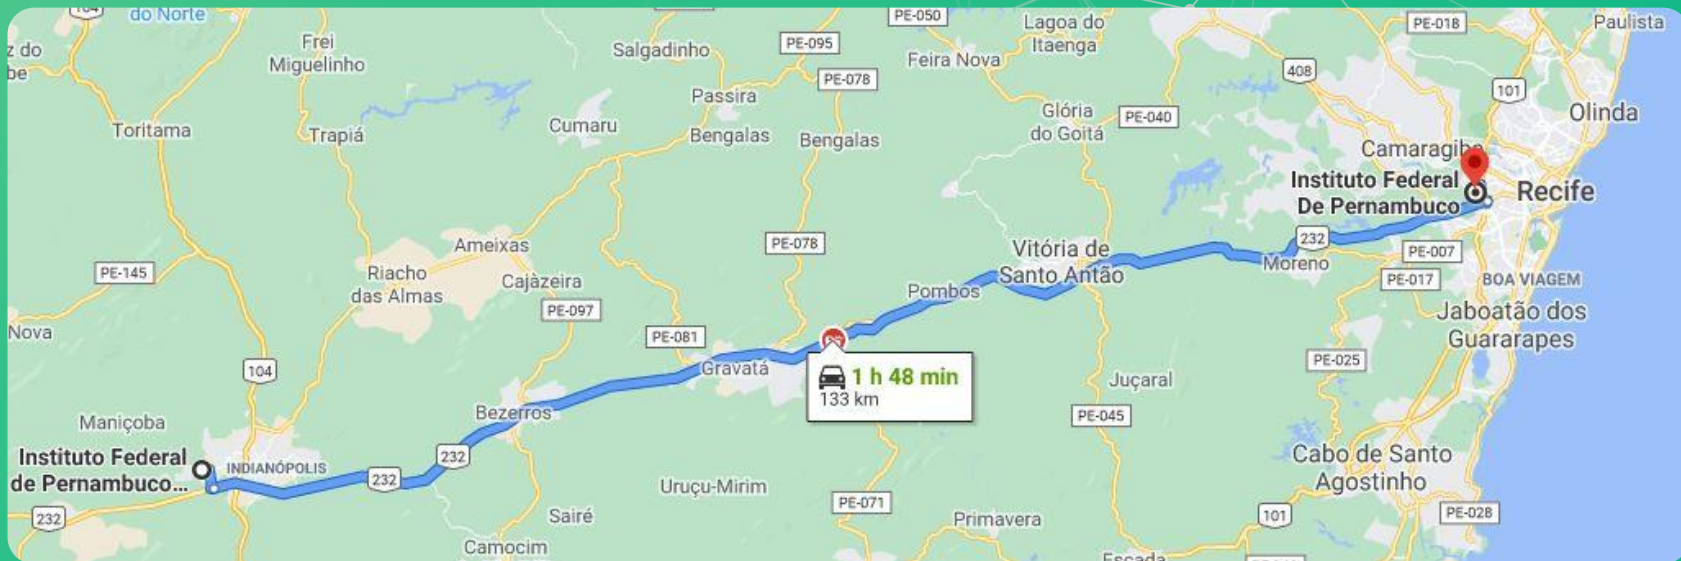 104
do Norte
PE-050
Lagoa do
Itaenga
PE-018
Paulista
z do
be
Frei
Miguelinho
Salgadinho
PE-095
Feira Nova
PE-078
408
101
Passira
Toritama
Trapiá
Cumaru
Bengalas
Bengalas
Glória
do Goitá
PE-040
Olinda
Camaragibe
Instituto Federal
De Pernambuco
Recife
PE-145
Riacho
das Almas
Ameixas
Cajàzeira
PE-078
Vitória de
Santo Antão
232
Moreno
PE-007
PE-017
BOA VIAGEM
Nova
PE-097
Pombos
Jaboatão dos
Guararapes
PE-081
Gravatá
104
1 h 48 min
133 km
Juçaral
PE-025
PE-045
Maniçoba
Bezerros
Instituto Federal
de Pernambuco...
INDIANÓPOLIS
232
232
232
Uruçu-Mirim
Cabo de Santo
Agostinho
PE-071
Sairé
Camocim
Primavera
101
PE-028
Escada